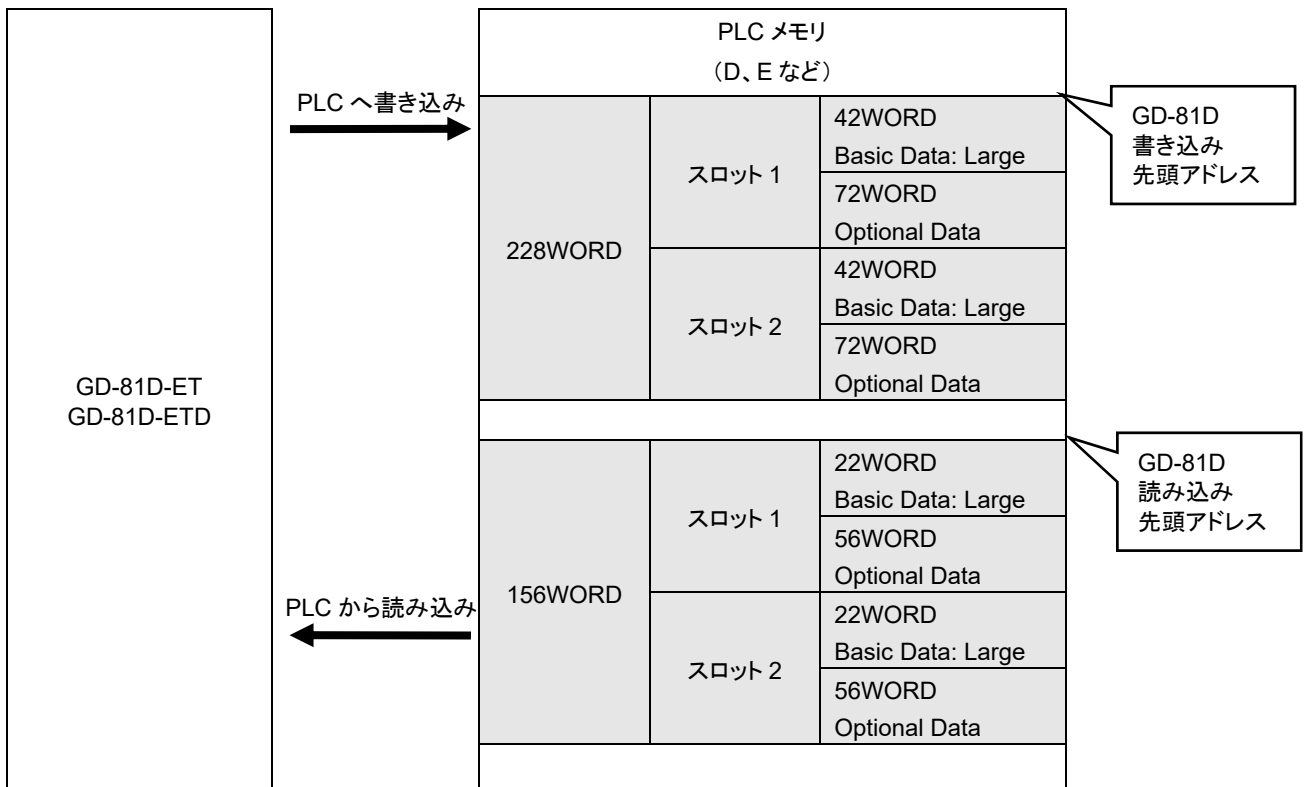 PLC メモリ
（D、E など）
PLC へ書き込み
42WORD
Basic Data: Large
スロット 1
72WORD
Optional Data
228WORD
42WORD
Basic Data: Large
スロット 2
72WORD
Optional Data
GD-81D
書き込み
先頭アドレス
GD-81D-ET
GD-81D-ETD
22WORD
Basic Data: Large
スロット 1
56WORD
Optional Data
156WORD
PLC から読み込み
22WORD
Basic Data: Large
スロット 2
56WORD
Optional Data
GD-81D
読み込み
先頭アドレス